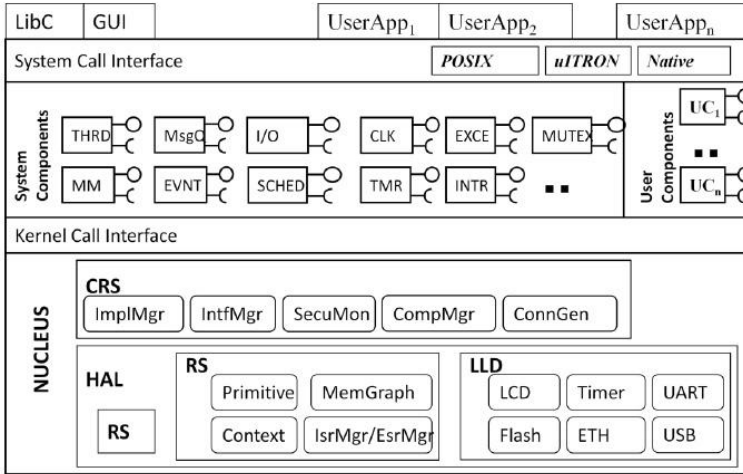 LibC GUI UserApp1 UserApp2 UserAppn
System Call Interface POSIX uITRON Native
System Components
THRD MsgQ I/O CLK EXCE MUTEX
MM EVNT SCHED TMR INTR
User Components
UC1
UCn
Kernel Call Interface
NUCLEUS
CRS
ImplMgr IntfMgr SecuMon CompMgr ConnGen
HAL
RS
RS
Primitive MemGraph
Context IsrMgr/EsrMgr
LLD
LCD Timer UART
Flash ETH USB